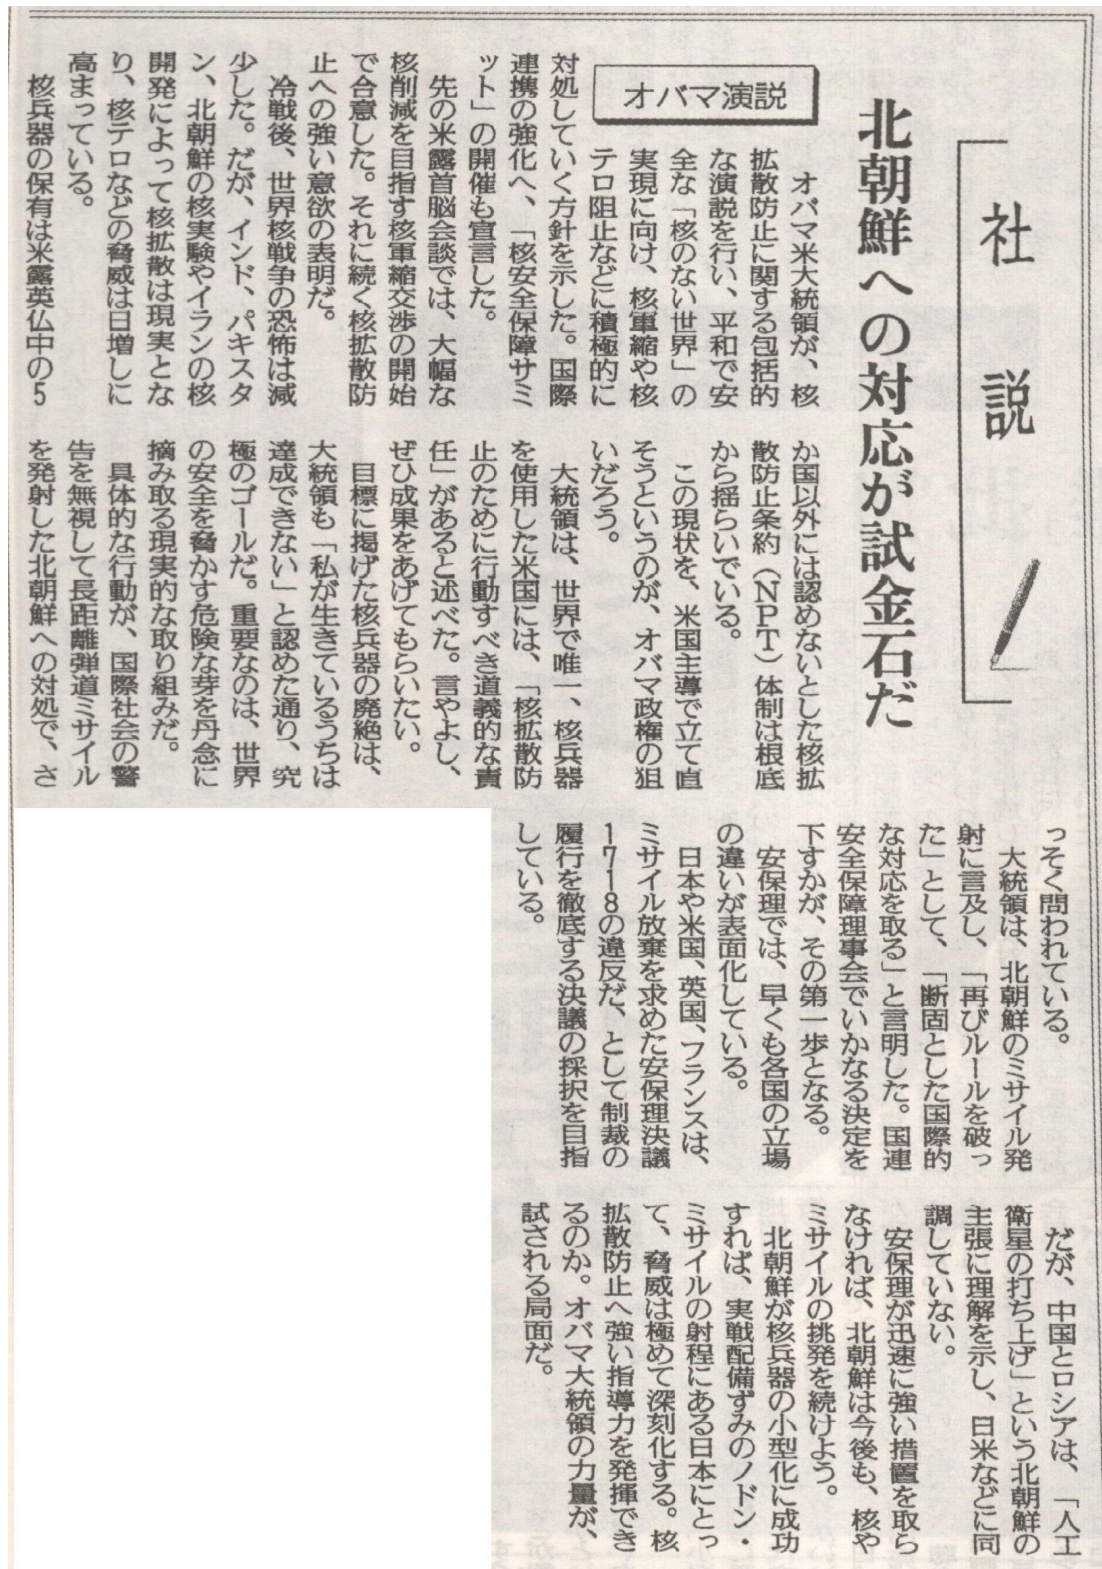 社説
北朝鮮への対応が試金石だ
オバマ演説
　オバマ米大統領が、核
拡散防止に関する包括的
な演説を行い、平和で安
全な「核のない世界」の
実現に向け、核軍縮や核
テロ阻止などに積極的に
対処していく方針を示した。国際
連携の強化へ、「核安全保障サミ
ット」の開催も宣言した。
　先の米露首脳会談では、大幅な
核削減を目指す核軍縮交渉の開始
で合意した。それに続く核拡散防
止への強い意欲の表明だ。
　冷戦後、世界核戦争の恐怖は減
少した。だが、インド、パキスタ
ン、北朝鮮の核実験やイランの核
開発によって核拡散は現実とな
り、核テロなどの脅威は日増しに
高まっている。
　核兵器の保有は米露英仏中の5
か国以外には認めないとした核拡
散防止条約（NPT）体制は根底
から揺らいでいる。
　この現状を、米国主導で立て直
そうというのが、オバマ政権の狙
いだろう。
　大統領は、世界で唯一、核兵器
を使用した米国には、「核拡散防
止のために行動すべき道義的な責
任」があると述べた。言やよし、
ぜひ成果をあげてもらいたい。
　目標に掲げた核兵器の廃絶は、
大統領も「私が生きているうちは
達成できない」と認めた通り、究
極のゴールだ。重要なのは、世界
の安全を脅かす危険な芽を丹念に
摘み取る現実的な取り組みだ。
　具体的な行動が、国際社会の警
告を無視して長距離弾道ミサイル
を発射した北朝鮮への対処で、さ
っそく問われている。
　大統領は、北朝鮮のミサイル発
射に言及し、「再びルールを破っ
た」として、「断固とした国際的
な対応を取る」と言明した。国連
安全保障理事会でいかなる決定を
下すかが、その第一歩となる。
　安保理では、早くも各国の立場
の違いが表面化している。
　日本や米国、英国、フランスは、
ミサイル放棄を求めた安保理決議
1718の違反だ、として制裁の
履行を徹底する決議の採択を目指
している。
　だが、中国とロシアは、「人工
衛星の打ち上げ」という北朝鮮の
主張に理解を示し、日米などに同
調していない。
　安保理が迅速に強い措置を取ら
なければ、北朝鮮は今後も、核や
ミサイルの挑発を続けよう。
　北朝鮮が核兵器の小型化に成功
すれば、実戦配備ずみのノドン・
ミサイルの射程にある日本にとっ
て、脅威は極めて深刻化する。核
拡散防止へ強い指導力を発揮でき
るのか。オバマ大統領の力量が、
試される局面だ。